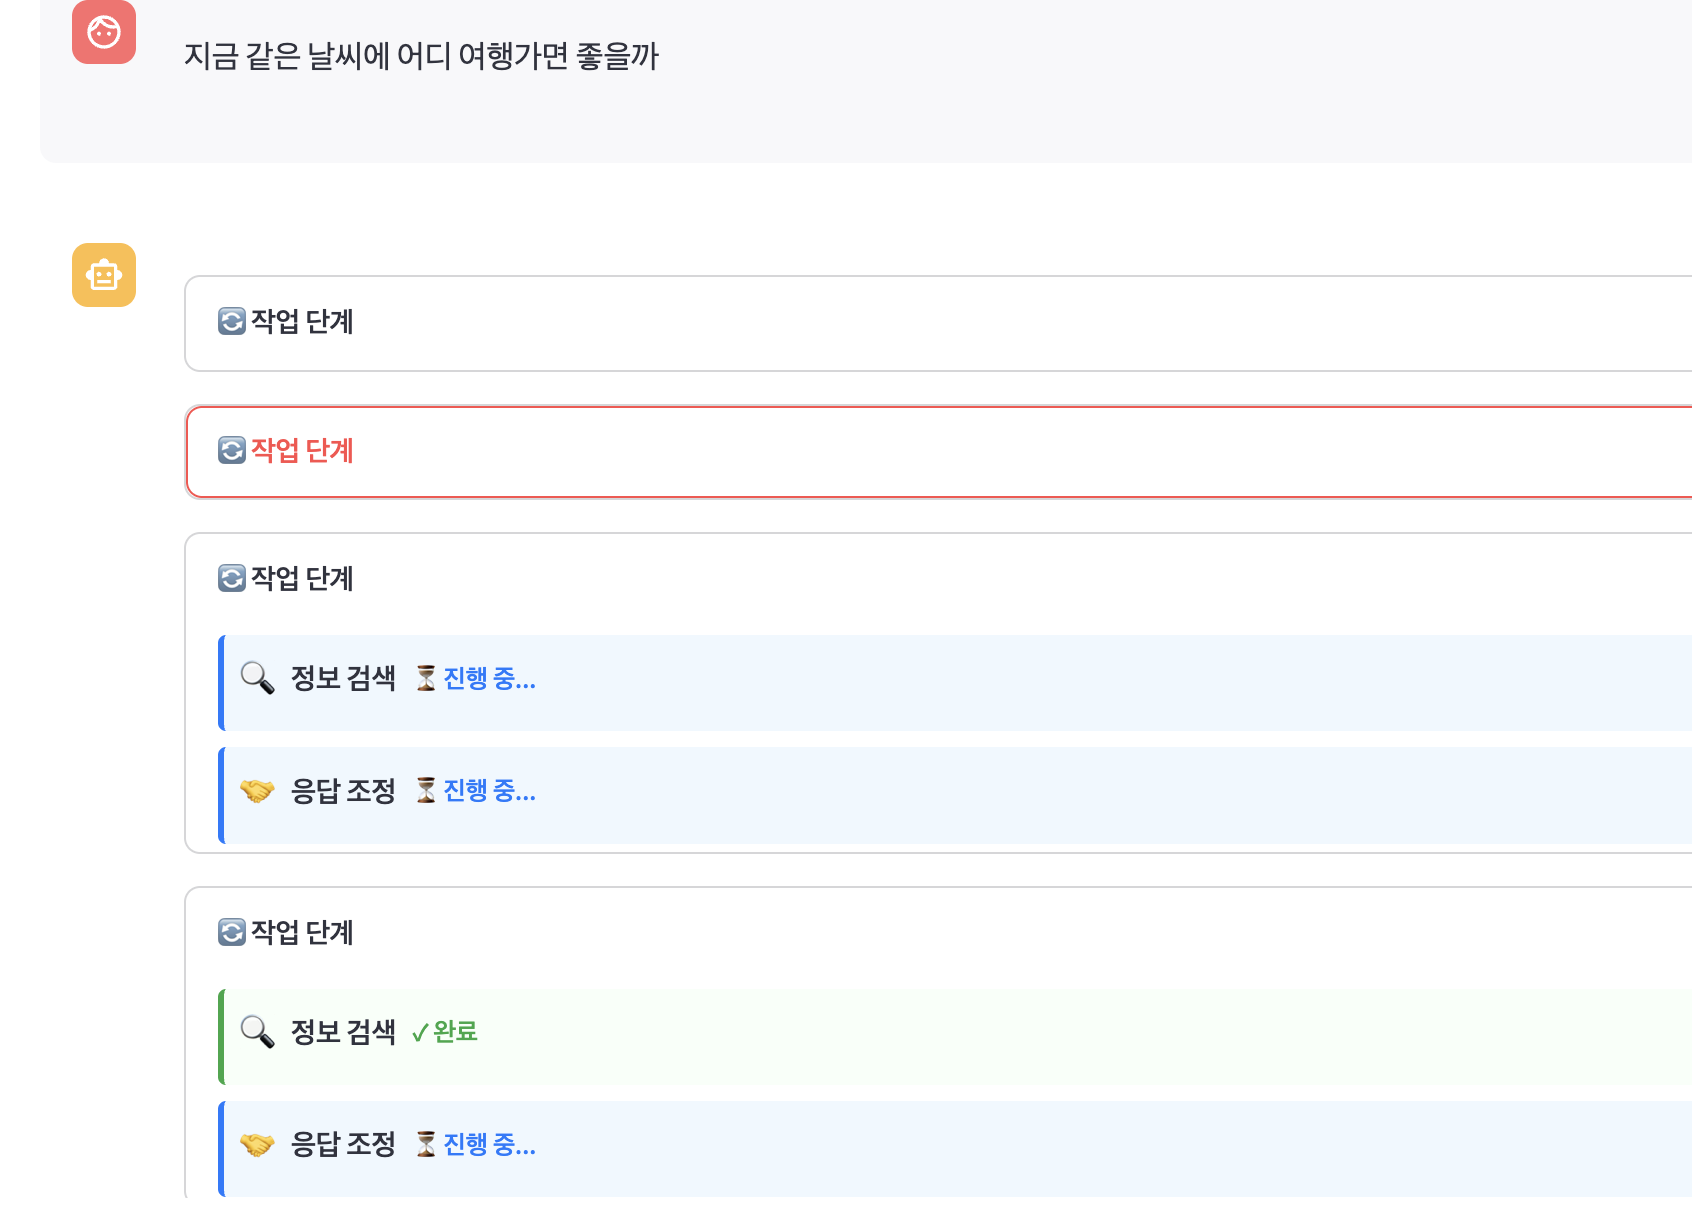 지금 같은 날씨에 어디 여행가면 좋을까
작업 단계
작업 단계
작업 단계
정보 검색 진행 중...
응답 조정 진행 중...
작업 단계
정보 검색 ✓ 완료
응답 조정 진행 중...